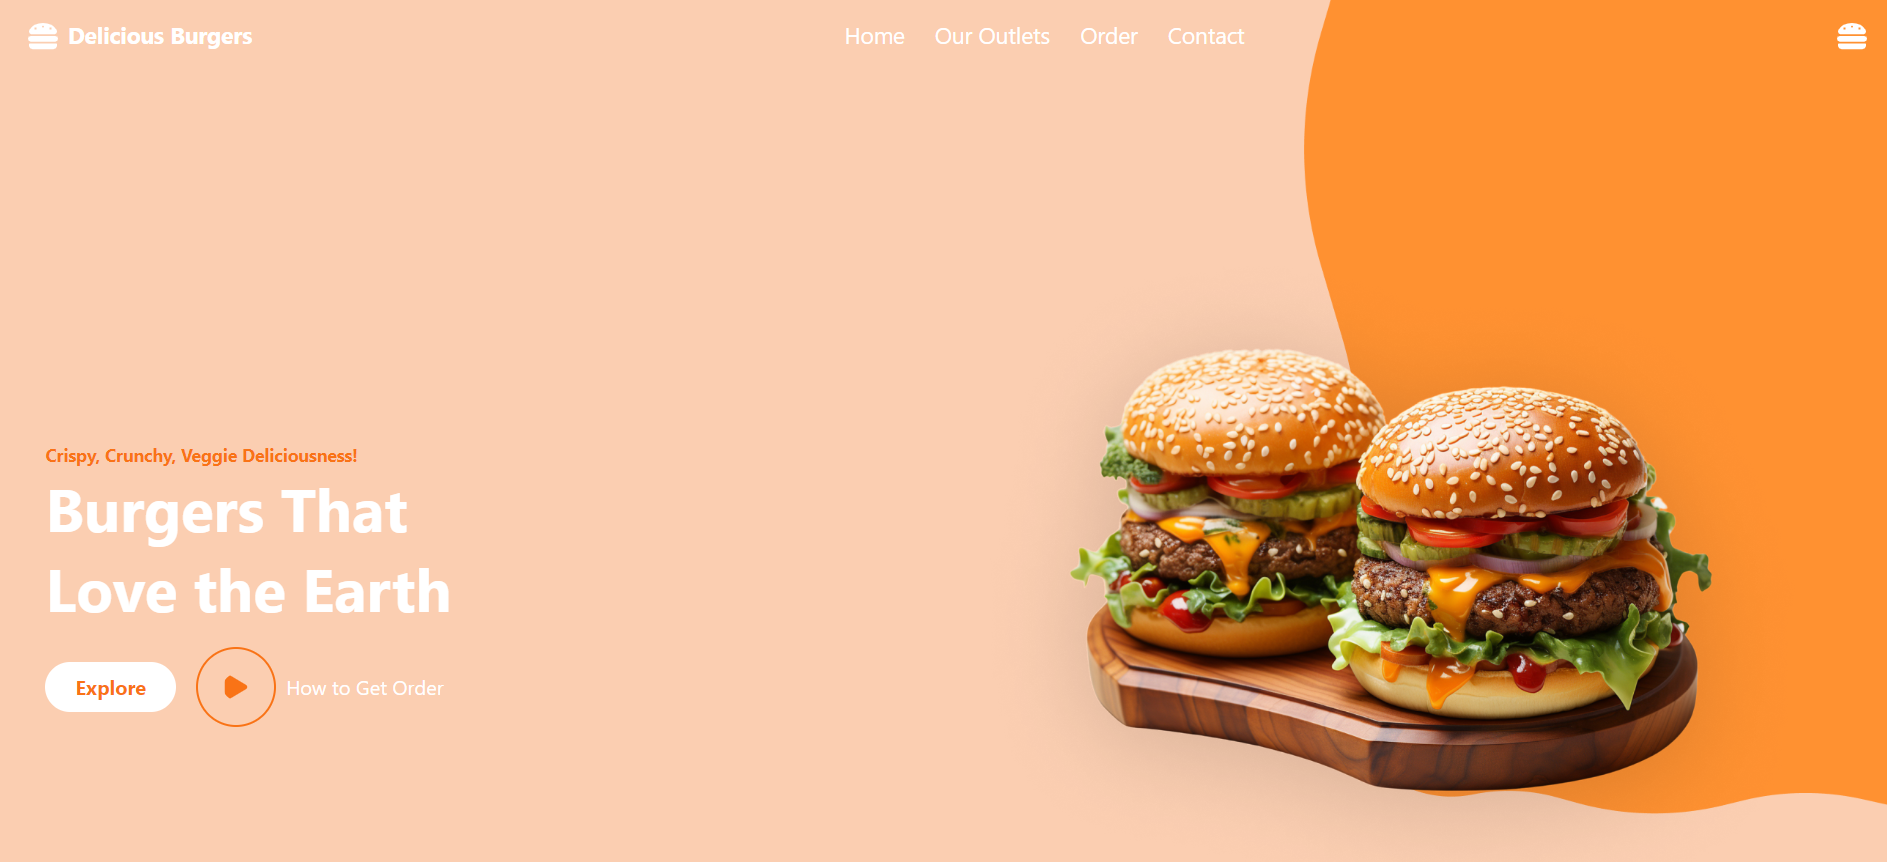 Delicious Burgers
Home Our Outlets Order Contact
Crispy, Crunchy, Veggie Deliciousness!
Burgers That
Love the Earth
Explore
How to Get Order